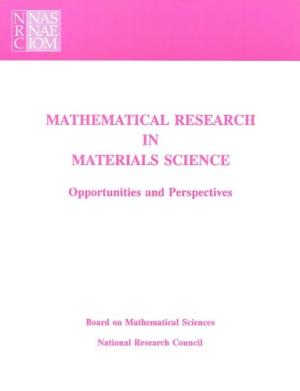 N NAS
R NAE
C IOM
MATHEMATICAL RESEARCH
IN
MATERIALS SCIENCE
Opportunities and Perspectives
Board on Mathematical Sciences
National Research Council